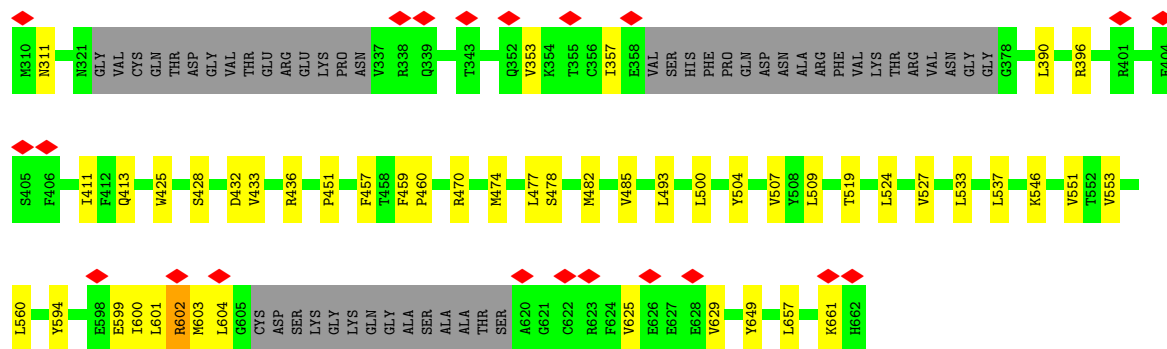 M310 N311 N321 GLY VAL CYS GLN THR ASP GLY VAL THR GLU ARG GLU LYS PRO ASN V337 R338 Q339 T343 Q352 V353 K354 T355 C356 I357 E358 VAL SER HIS PHE PRO GLN ASP ASN ALA ARG PHE VAL LYS THR ARG VAL ASN GLY GLY G378 L390 R396 R401
S405 F406 I411 F412 Q413 W425 S428 D432 V433 R436 P451 F457 T458 F459 P460 R470 M474 L477 S478 M482 V485 L493 L500 Y504 V507 Y508 L509 T519 L524 V527 L533 L537 K546 V551 T552 V553
L560 Y594 E598 E599 I600 L601 R602 M603 L604 G605 CYS ASP SER LYS GLY LYS GLN GLY ALA SER ALA ALA THR SER A620 G621 C622 R623 F624 V625 E626 E627 E628 V629 Y649 L657 K661 H662